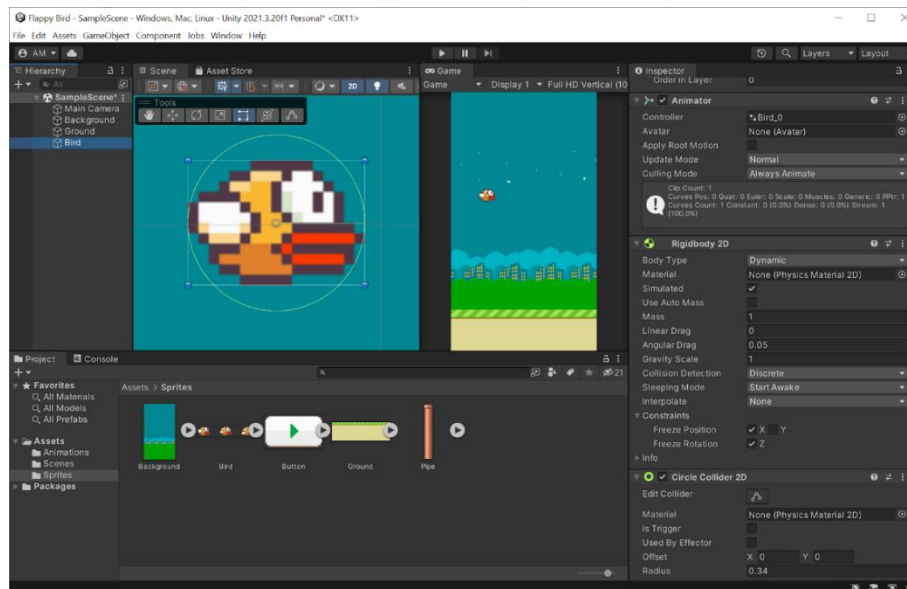 Flappy Bird - SampleScene - Windows, Mac, Linux - Unity 2021.3.20f1 Personal* <DX11>
File Edit Assets GameObject Component Jobs Window Help
AM
Layers
Layout
Hierarchy
All
SampleScene*
Main Camera
Background
Ground
Bird
Scene
Asset Store
2D
Tools
Game
Game
Display 1
Full HD Vertical (10
Inspector
Order in Layer 0
Animator
Controller Bird_0
Avatar None (Avatar)
Apply Root Motion
Update Mode Normal
Culling Mode Always Animate
Clip Count: 1
Curves Pos: 0 Quat: 0 Euler: 0 Scale: 0 Muscles: 0 Generic: 0 PPtr: 1
Curves Count: 1 Constant: 0 (0.0%) Dense: 0 (0.0%) Stream: 1
(100.0%)
Rigidbody 2D
Body Type Dynamic
Material None (Physics Material 2D)
Simulated
Use Auto Mass
Mass 1
Linear Drag 0
Angular Drag 0.05
Gravity Scale 1
Collision Detection Discrete
Sleeping Mode Start Awake
Interpolate None
Constraints
Freeze Position X Y
Freeze Rotation Z
Info
Circle Collider 2D
Edit Collider
Material None (Physics Material 2D)
Is Trigger
Used By Effector
Offset X 0 Y 0
Radius 0.34
Project
Console
21
Favorites
All Materials
All Models
All Prefabs
Assets
Animations
Scenes
Sprites
Packages
Assets > Sprites
Background
Bird
Button
Ground
Pipe